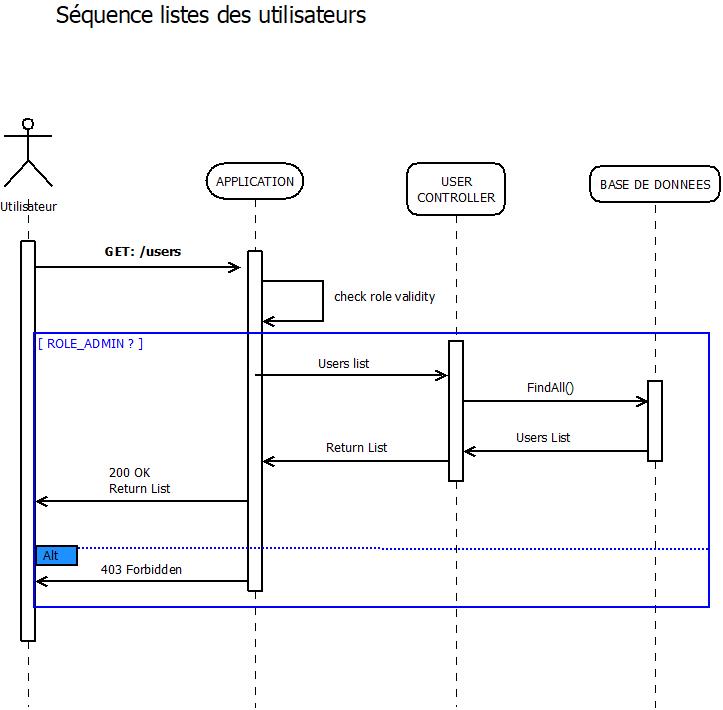 Séquence listes des utilisateurs
Utilisateur
APPLICATION
USER
CONTROLLER
BASE DE DONNEES
GET: /users
check role validity
[ ROLE_ADMIN ? ]
Users list
FindAll()
Users List
Return List
200 OK
Return List
Alt
403 Forbidden